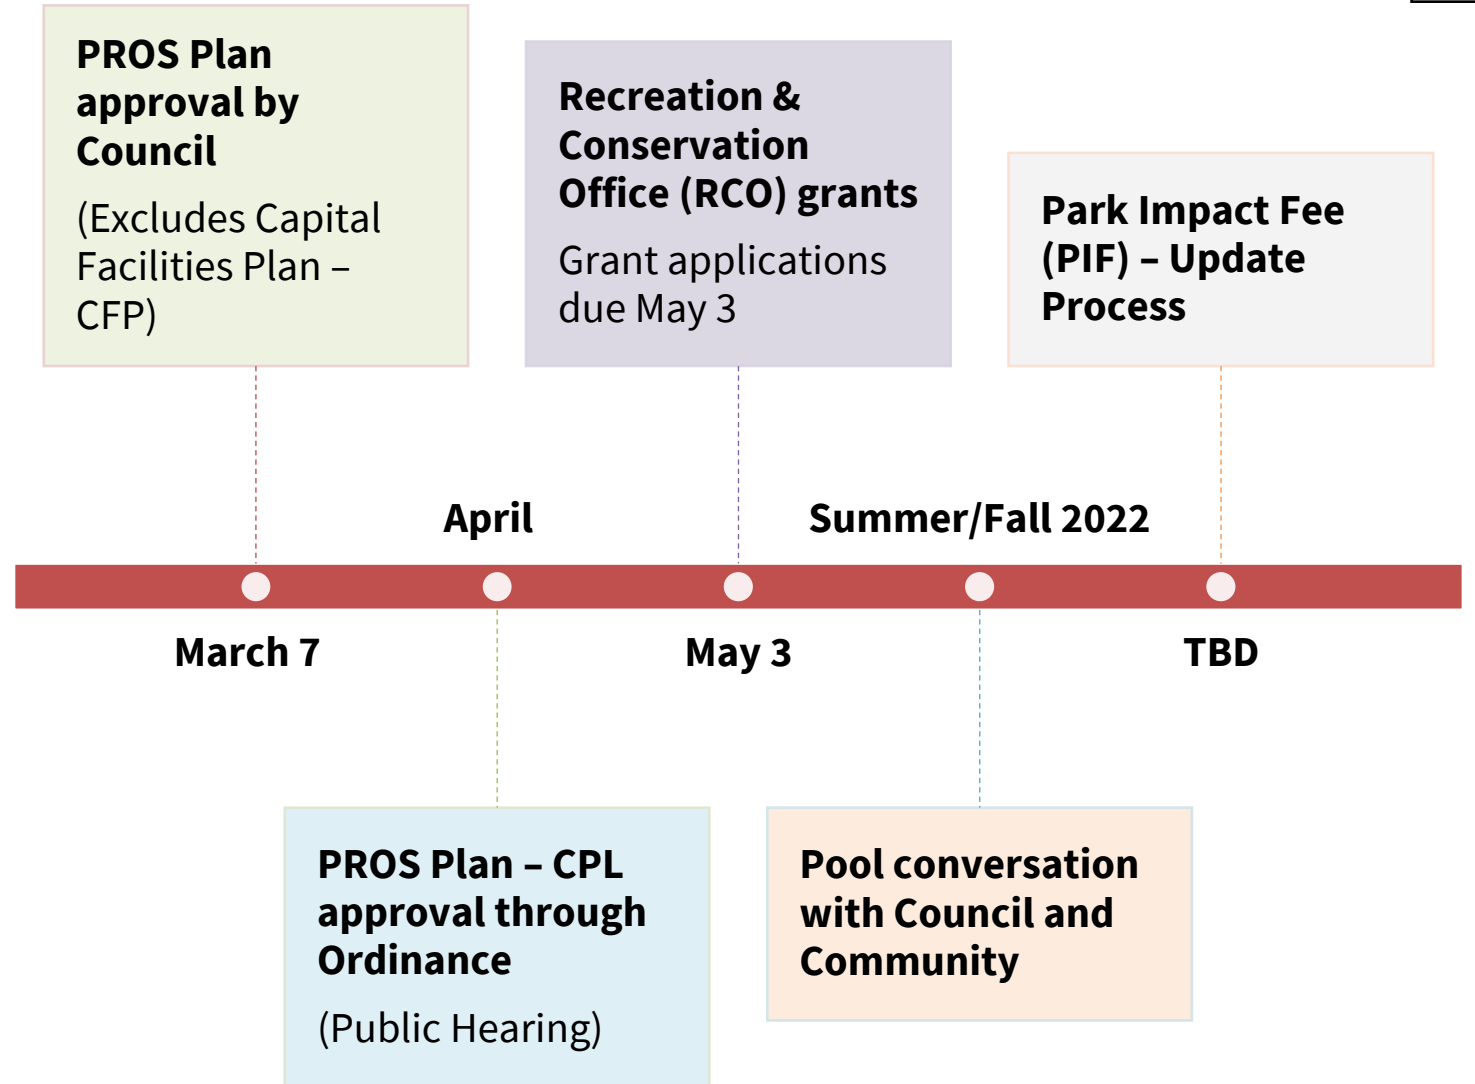 PROS Plan
approval by
Council
(Excludes Capital
Facilities Plan –
CFP)
Recreation &
Conservation
Office (RCO) grants
Grant applications
due May 3
Park Impact Fee
(PIF) – Update
Process
April
Summer/Fall 2022
March 7
May 3
TBD
PROS Plan – CPL
approval through
Ordinance
(Public Hearing)
Pool conversation
with Council and
Community